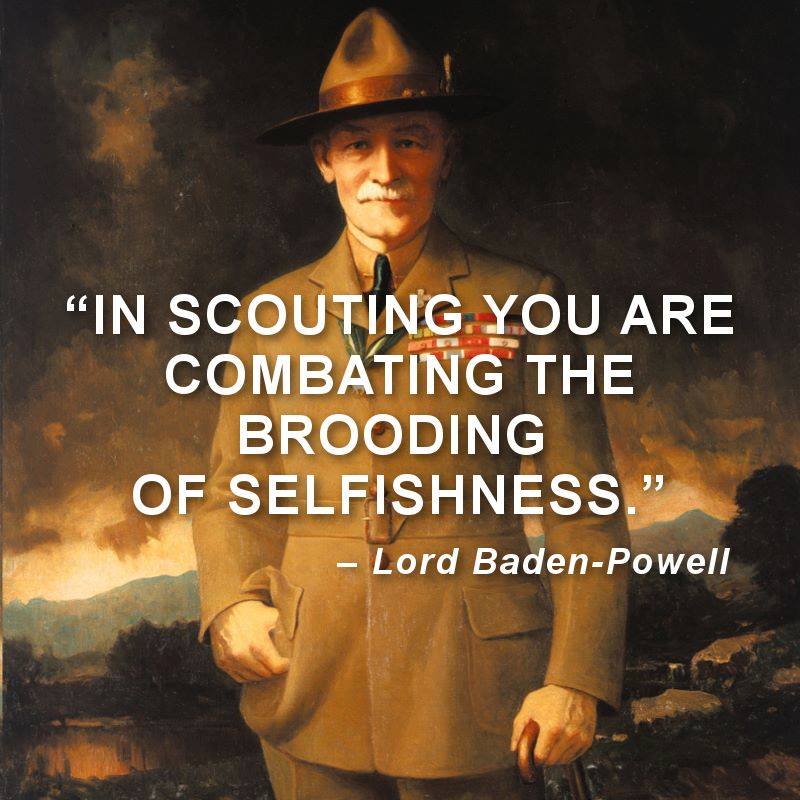 “IN SCOUTING YOU ARE
COMBATING THE
BROODING
OF SELFISHNESS.”
– Lord Baden-Powell